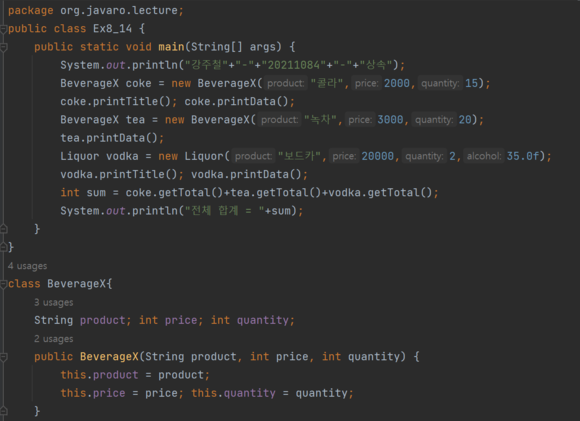 package org.javaro.lecture;
public class Ex8_14 {
public static void main(String[] args) {
System.out.println("강주철"+"-"+"20211084"+"-"+"상속");
BeverageX coke = new BeverageX( product: "콜라", price: 2000, quantity: 15);
coke.printTitle(); coke.printData();
BeverageX tea = new BeverageX( product: "녹차", price: 3000, quantity: 20);
tea.printData();
Liquor vodka = new Liquor( product: "보드카", price: 20000, quantity: 2, alcohol: 35.0f);
vodka.printTitle(); vodka.printData();
int sum = coke.getTotal()+tea.getTotal()+vodka.getTotal();
System.out.println("전체 합계 = "+sum);
}
}
4 usages
class BeverageX{
3 usages
String product; int price; int quantity;
2 usages
public BeverageX(String product, int price, int quantity) {
this.product = product;
this.price = price; this.quantity = quantity;
}